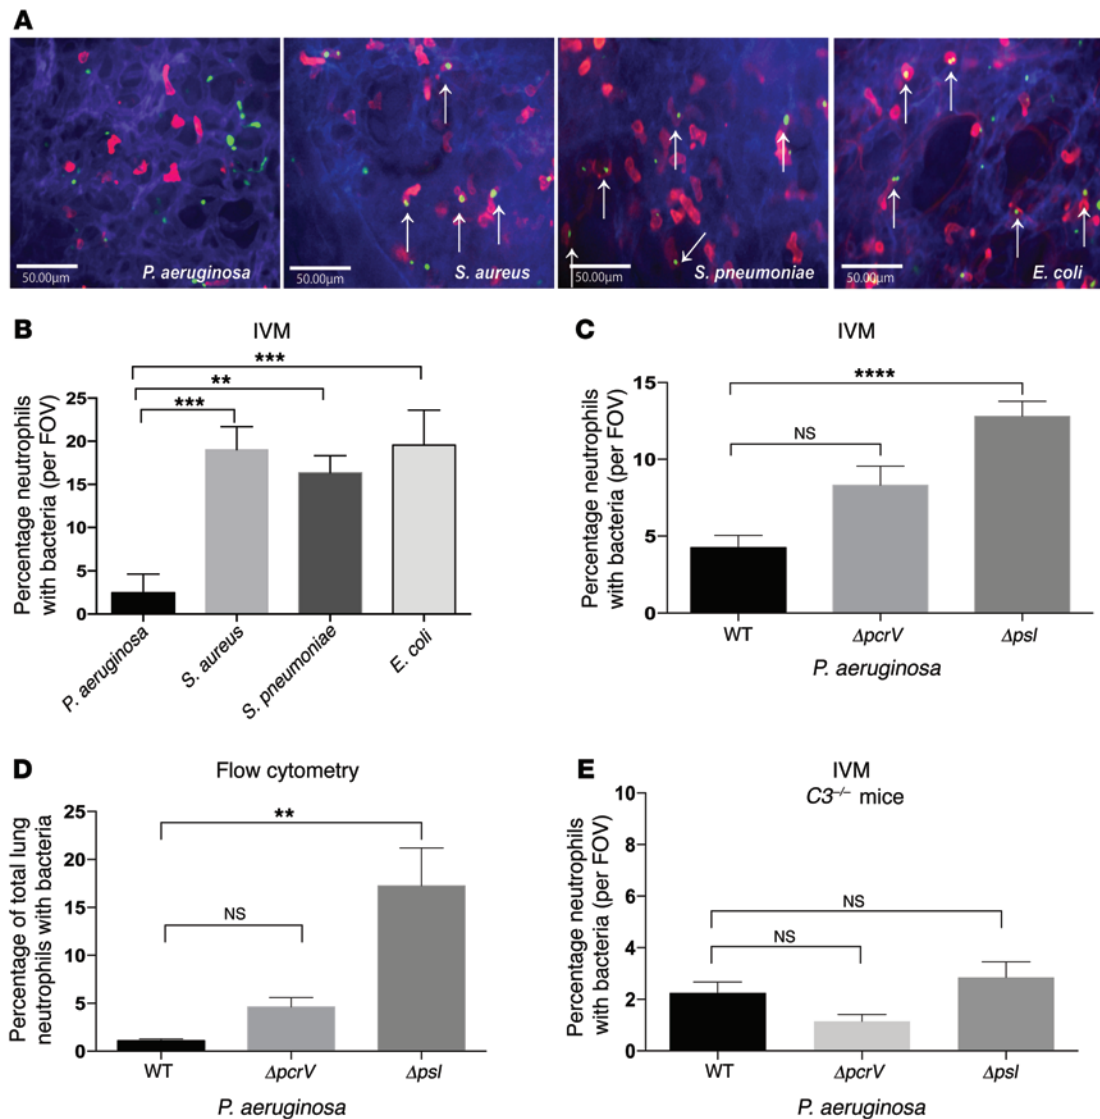 A
50.00µm
P. aeruginosa
50.00µm
S. aureus
50.00µm
S. pneumoniae
50.00µm
E. coli
B
IVM
Percentage neutrophils
with bacteria (per FOV)
25
20
15
10
5
0
***
**
***
P. aeruginosa
S. aureus
S. pneumoniae
E. coli
C
IVM
Percentage neutrophils
with bacteria (per FOV)
15
10
5
0
****
NS
WT
ΔpcrV
Δpsl
P. aeruginosa
D
Flow cytometry
Percentage of total lung
neutrophils with bacteria
25
20
15
10
5
0
**
NS
WT
ΔpcrV
Δpsl
P. aeruginosa
E
IVM
C3–/– mice
Percentage neutrophils
with bacteria (per FOV)
10
8
6
4
2
0
NS
NS
WT
ΔpcrV
Δpsl
P. aeruginosa